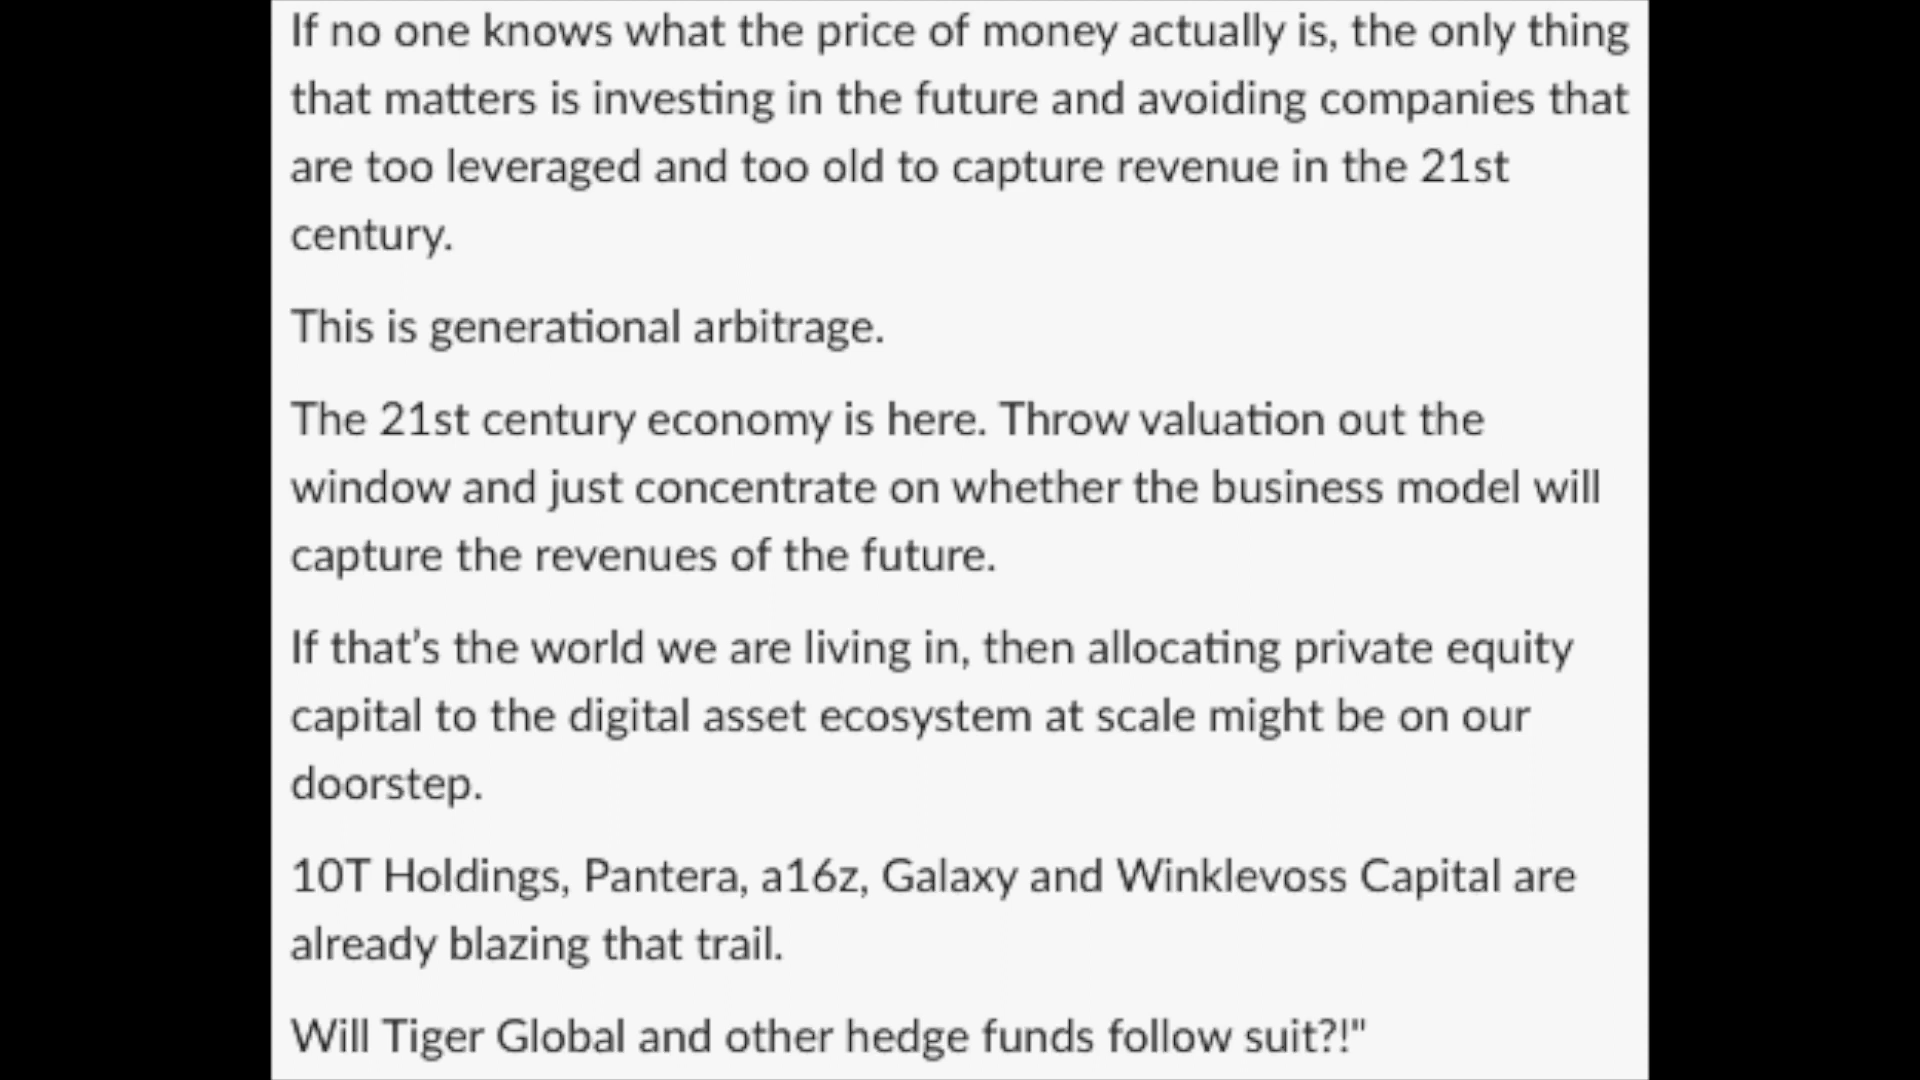 If no one knows what the price of money actually is, the only thing
that matters is investing in the future and avoiding companies that
are too leveraged and too old to capture revenue in the 21st
century.
This is generational arbitrage.
The 21st century economy is here. Throw valuation out the
window and just concentrate on whether the business model will
capture the revenues of the future.
If that's the world we are living in, then allocating private equity
capital to the digital asset ecosystem at scale might be on our
doorstep.
10T Holdings, Pantera, a16z, Galaxy and Winklevoss Capital are
already blazing that trail.
Will Tiger Global and other hedge funds follow suit?!"